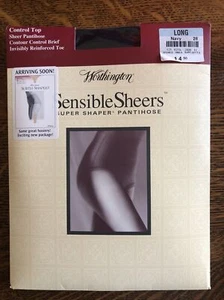 Control Top
Sheer Pantihose
Contour Control Brief
Invisibly Reinforced Toe
LONG
Navy
ARRIVING SOON!
Same great hosiery!
Exciting new package!
Worthington
SensibleSheers™
SUPER SHAPER PANTIHOSE